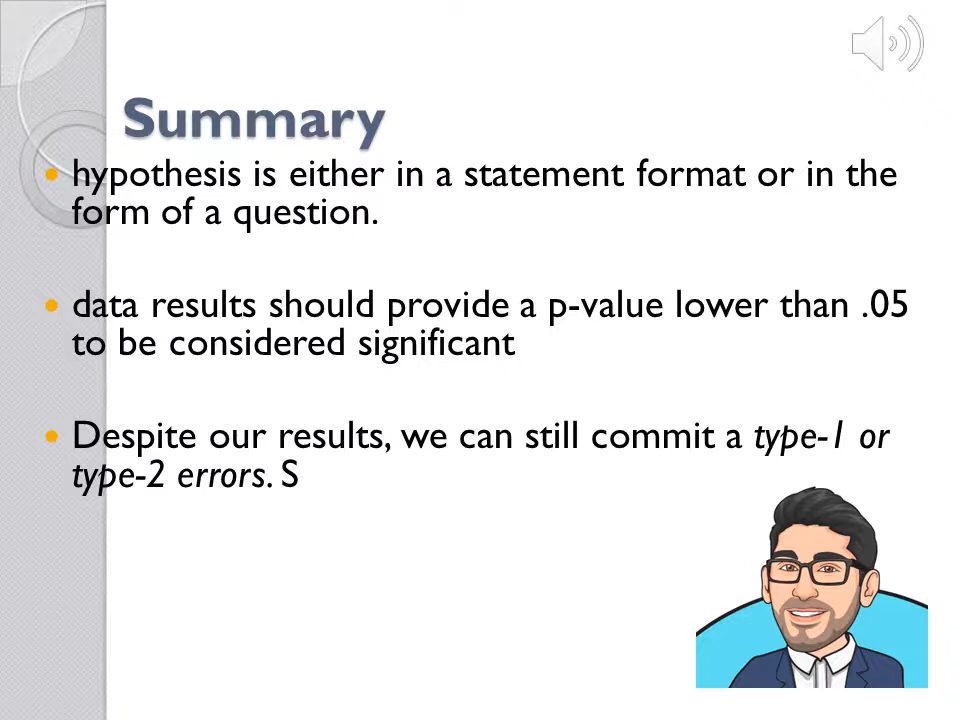 Summary
hypothesis is either in a statement format or in the
form of a question.
data results should provide a p-value lower than .05
to be considered significant
Despite our results, we can still commit a type-1 or
type-2 errors. S